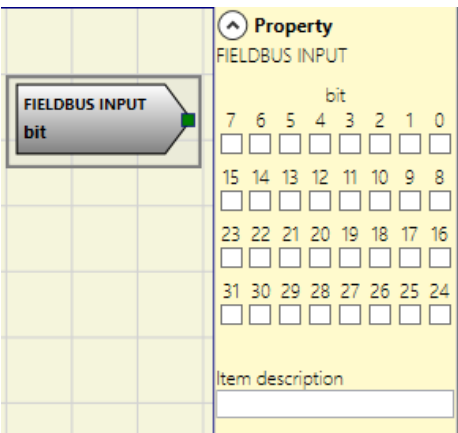 Property
FIELDBUS INPUT
FIELDBUS INPUT
bit
bit
7 6 5 4 3 2 1 0
15 14 13 12 11 10 9 8
23 22 21 20 19 18 17 16
31 30 29 28 27 26 25 24
Item description